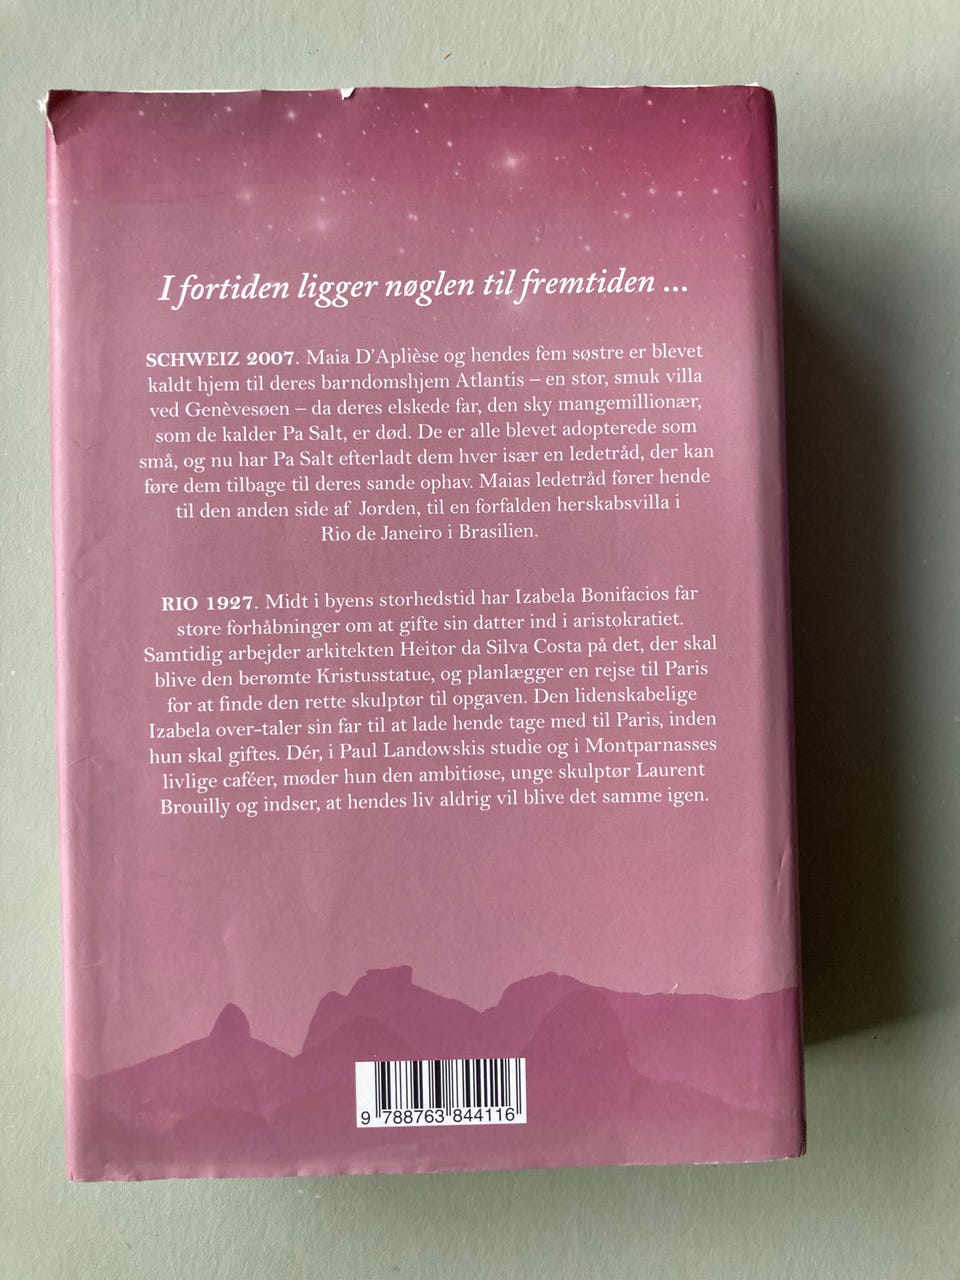 I fortiden ligger nøglen til fremtiden ...
SCHWEIZ 2007. Maia D'Aplièse og hendes fem søstre er blevet
kaldt hjem til deres barndomshjem Atlantis – en stor, smuk villa
ved Genèvesøen – da deres elskede far, den sky mangemillionær,
som de kalder Pa Salt, er død. De er alle blevet adopterede som
små, og nu har Pa Salt efterladt dem hver især en ledetråd, der kan
føre dem tilbage til deres sande ophav. Maias ledetråd fører hende
til den anden side af Jorden, til en forfalden herskabsvilla i
Rio de Janeiro i Brasilien.
RIO 1927. Midt i byens storhedstid har Izabela Bonifacios far
store forhåbninger om at gifte sin datter ind i aristokratiet.
Samtidig arbejder arkitekten Heitor da Silva Costa på det, der skal
blive den berømte Kristusstatue, og planlægger en rejse til Paris
for at finde den rette skulptør til opgaven. Den lidenskabelige
Izabela over-taler sin far til at lade hende tage med til Paris, inden
hun skal giftes. Dér, i Paul Landowskis studie og i Montparnasses
livlige caféer, møder hun den ambitiøse, unge skulptør Laurent
Brouilly og indser, at hendes liv aldrig vil blive det samme igen.
9 788763 844116